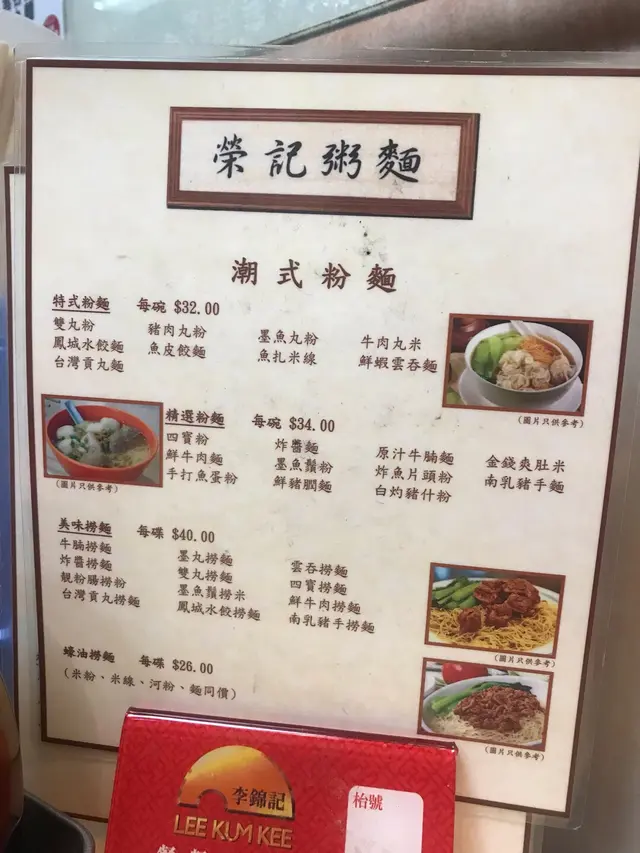 榮記粥麵
潮式粉麵
特式粉麵 每碗 $32.00
雙丸粉 豬肉丸粉 墨魚丸粉 牛肉丸米
鳳城水餃麵 魚皮餃麵 魚扎米線 鮮蝦雲吞麵
台灣貢丸麵
(圖片只供參考)
精選粉麵 每碗 $34.00
四寶粉 炸醬麵 原汁牛腩麵 金錢爽肚米
鮮牛肉麵 墨魚鬚粉 炸魚片頭粉 南乳豬手麵
手打魚蛋粉 鮮豬膶麵 白灼豬什粉
(圖片只供參考)
美味撈麵 每碟 $40.00
牛腩撈麵 墨丸撈麵 雲吞撈麵
炸醬撈麵 雙丸撈麵 四寶撈麵
靚粉腸撈粉 墨魚鬚撈米 鮮牛肉撈麵
台灣貢丸撈麵 鳳城水餃撈麵 南乳豬手撈麵
(圖片只供參考)
蠔油撈麵 每碟 $26.00
(米粉、米線、河粉、麵同價)
(圖片只供參考)
李錦記
LEE KUM KEE
枱號